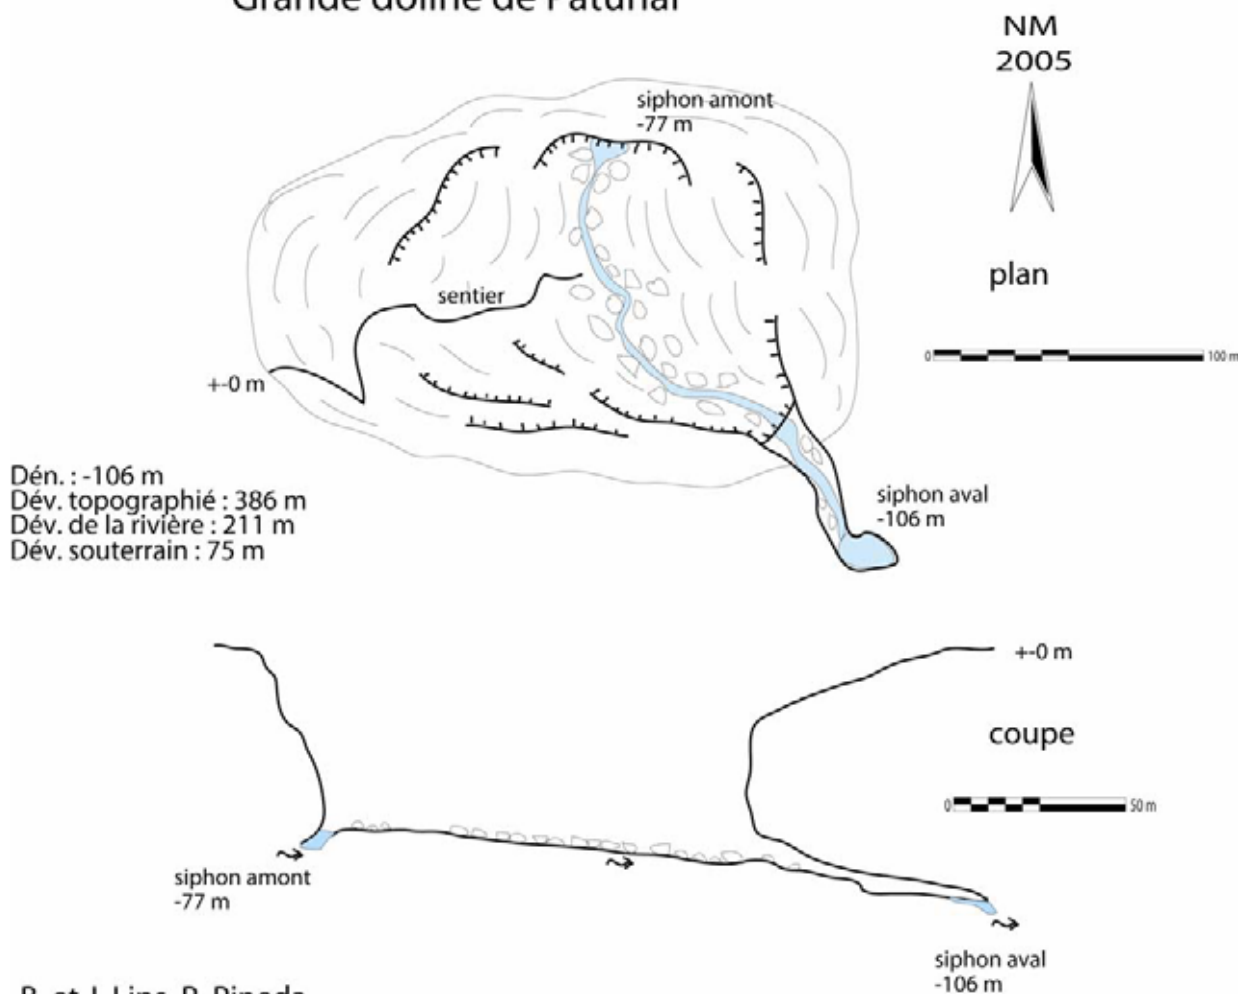 Grande doline de Patunal
NM
2005
siphon amont
-77 m
plan
sentier
0 100 m
+-0 m
Dén. : -106 m
Dév. topographié : 386 m
Dév. de la rivière : 211 m
Dév. souterrain : 75 m
siphon aval
-106 m
+-0 m
coupe
0 50 m
siphon amont
-77 m
siphon aval
-106 m